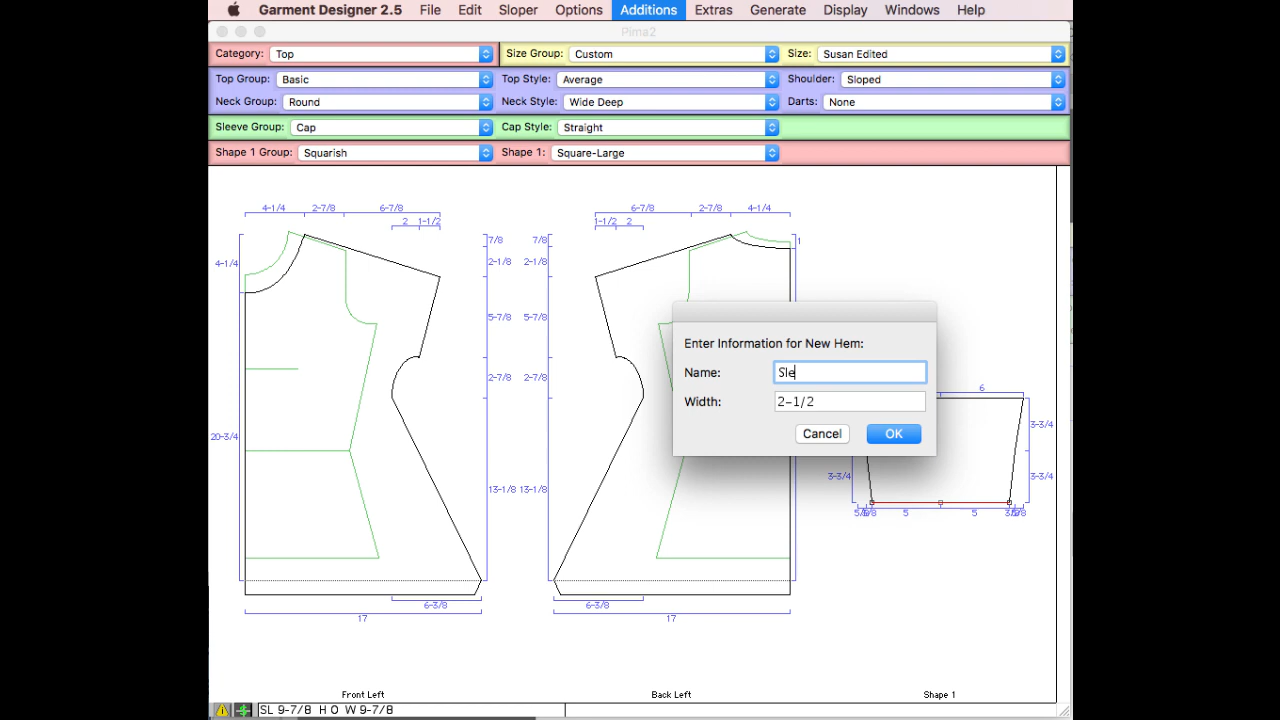 Garment Designer 2.5 File Edit Sloper Options Additions Extras Generate Display Windows Help
Pima2
Category: Top Size Group: Custom Size: Susan Edited
Top Group: Basic Top Style: Average Shoulder: Sloped
Neck Group: Round Neck Style: Wide Deep Darts: None
Sleeve Group: Cap Cap Style: Straight
Shape 1 Group: Squarish Shape 1: Square-Large
4-1/4 2-7/8 6-7/8 6-7/8 2-7/8 4-1/4
2 1-1/2 1-1/2 2
7/8 7/8 1
4-1/4 2-1/8 2-1/8
5-7/8 5-7/8
Enter Information for New Hem:
Name: Sle
2-7/8 2-7/8
6
Width: 2-1/2
3-3/4
Cancel OK
20-3/4
3-3/4 3-3/4
13-1/8 13-1/8
5 5
6-3/8 6-3/8
17 17
Front Left Back Left Shape 1
SL 9-7/8 H 0 W 9-7/8